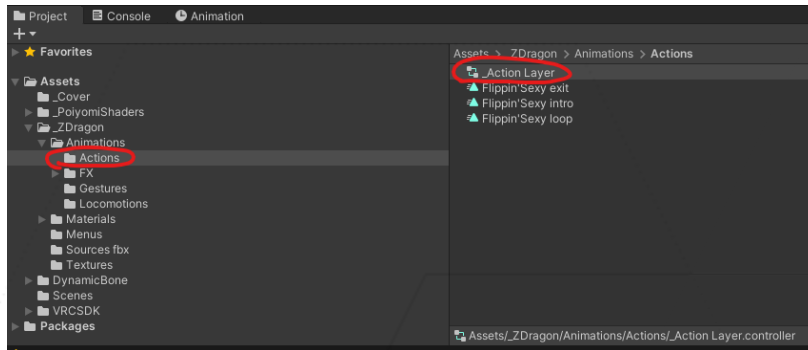 Project Console Animation
Favorites
Assets
_Cover
_PoiyomiShaders
_ZDragon
Animations
Actions
FX
Gestures
Locomotions
Materials
Menus
Sources fbx
Textures
DynamicBone
Scenes
VRCSDK
Packages
Assets > _ZDragon > Animations > Actions
_Action Layer
Flippin'Sexy exit
Flippin'Sexy intro
Flippin'Sexy loop
Assets/_ZDragon/Animations/Actions/_Action Layer.controller